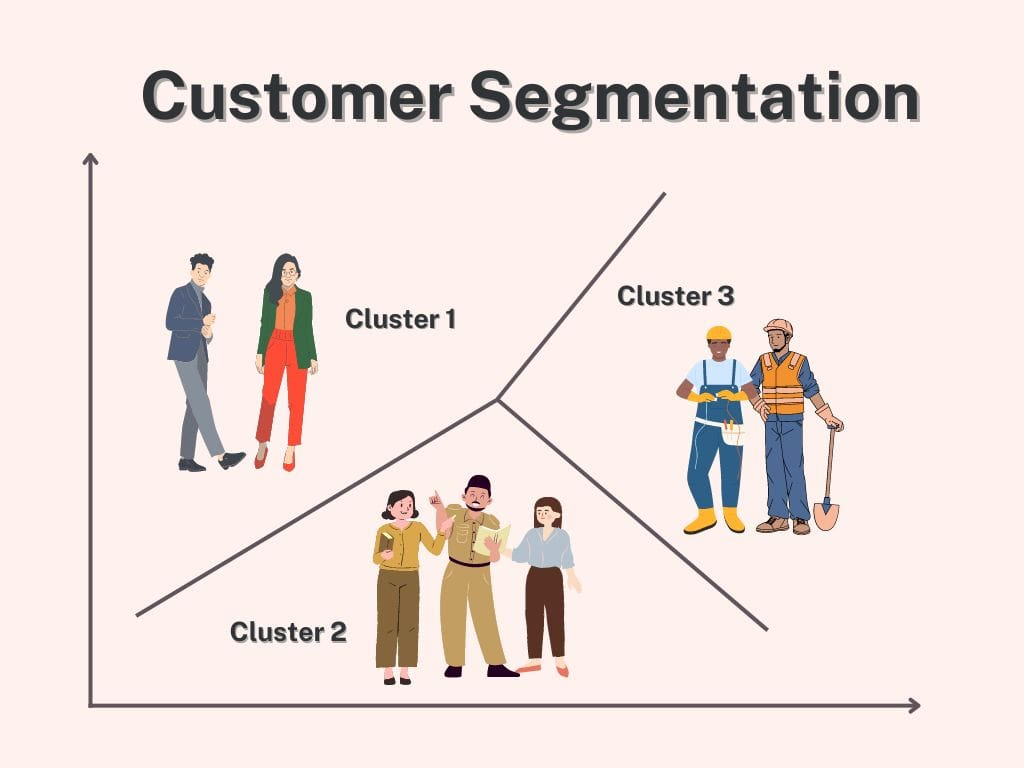 Customer Segmentation
Cluster 1
Cluster 3
Cluster 2